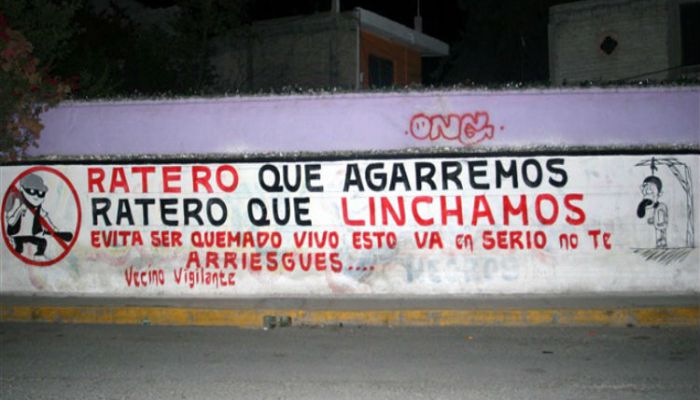 ONG
RATERO QUE AGARREMOS
RATERO QUE LINCHAMOS
EVITA SER QUEMADO VIVO ESTO VA en SERIO no TE
ARRIESGUES....
Vecino Vigilante